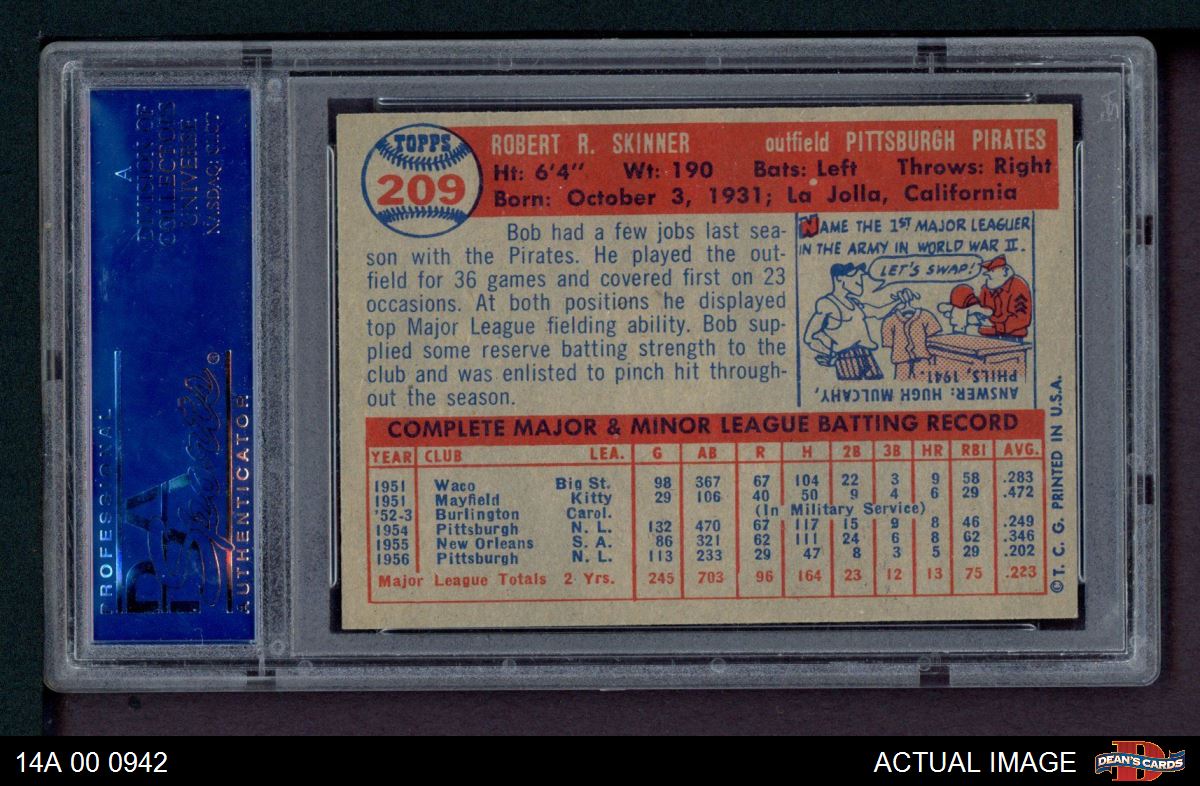 A
DIVISION OF
COLLECTORS
UNIVERSE
NASDAQ: CLCT
PROFESSIONAL
PSA
AUTHENTICATOR
®
TOPPS
209
ROBERT R. SKINNER outfield PITTSBURGH PIRATES
Ht: 6'4" Wt: 190 Bats: Left Throws: Right
Born: October 3, 1931; La Jolla, California
Bob had a few jobs last sea-
son with the Pirates. He played the out-
field for 36 games and covered first on 23
occasions. At both positions he displayed
top Major League fielding ability. Bob sup-
plied some reserve batting strength to the
club and was enlisted to pinch hit through-
out the season.
NAME THE 1ST MAJOR LEAGUER
IN THE ARMY IN WORLD WAR II.
LET'S SWAP!
ANSWER: HUGH MULCAHY,
PHILS, 1941.
COMPLETE MAJOR & MINOR LEAGUE BATTING RECORD
YEAR CLUB LEA. G AB R H 2B 3B HR RBI AVG.
1951 Waco Big St. 98 367 67 104 22 3 9 58 .283
1951 Mayfield Kitty 29 106 40 50 9 4 6 29 .472
'52-3 Burlington Carol. (In Military Service)
1954 Pittsburgh N. L. 132 470 67 117 15 9 8 46 .249
1955 New Orleans S. A. 86 321 62 111 24 6 8 62 .346
1956 Pittsburgh N. L. 113 233 29 47 8 3 5 29 .202
Major League Totals 2 Yrs. 245 703 96 164 23 12 13 75 .223
© T. C. G. PRINTED IN U.S.A.
14A 00 0942
ACTUAL IMAGE
DEAN'S CARDS